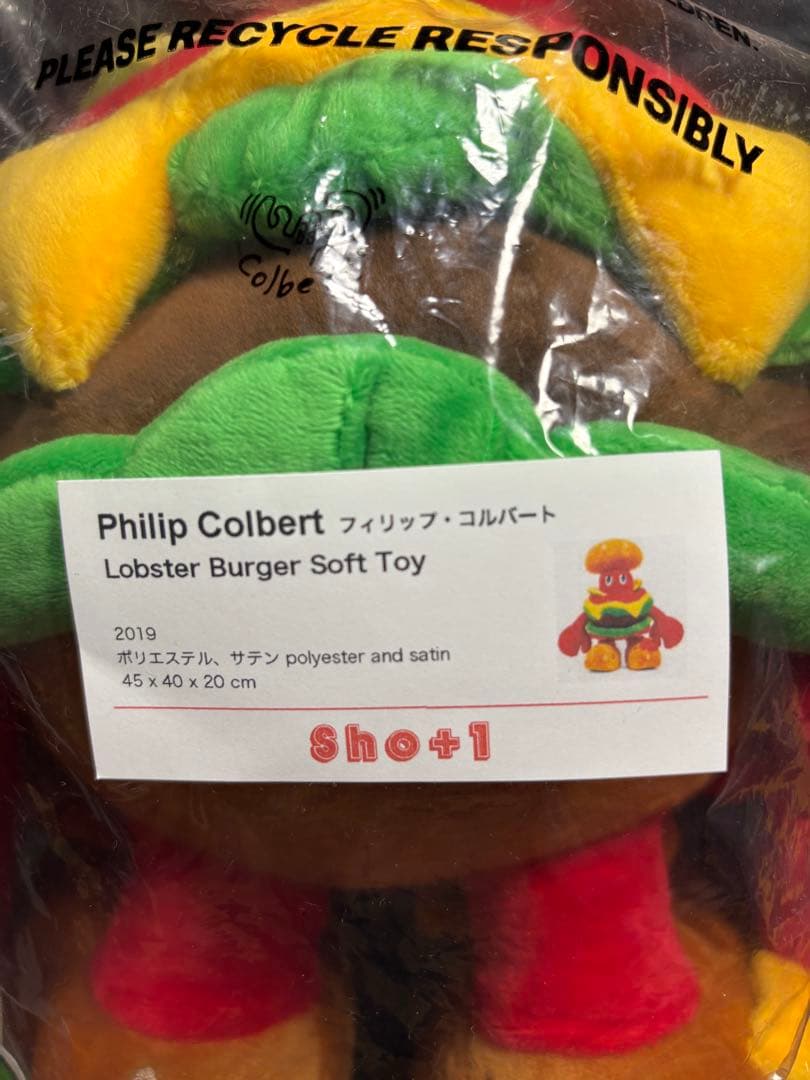 LDREN.
PLEASE RECYCLE RESPONSIBLY
Colbe
Philip Colbert フィリップ・コルバート
Lobster Burger Soft Toy
2019
ポリエステル、サテン polyester and satin
45 x 40 x 20 cm
Sho+1